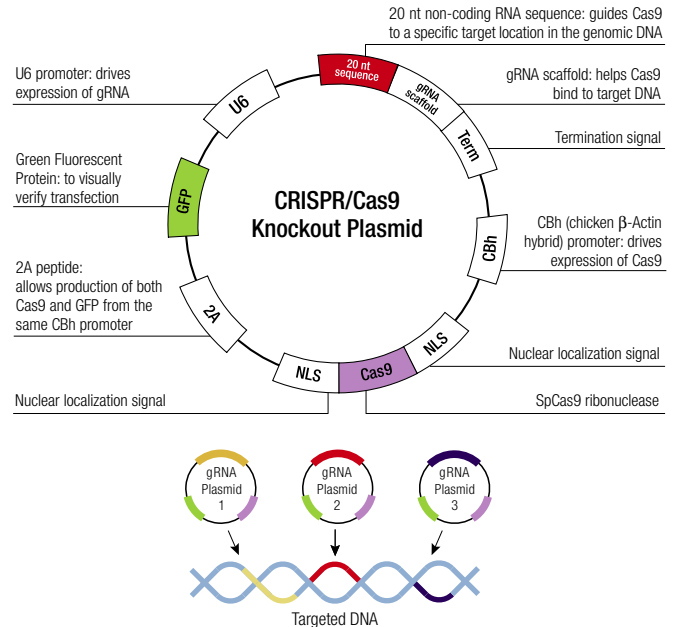 20 nt non-coding RNA sequence: guides Cas9
to a specific target location in the genomic DNA
U6 promoter: drives
expression of gRNA
gRNA scaffold: helps Cas9
bind to target DNA
Termination signal
Green Fluorescent
Protein: to visually
verify transfection
CBh (chicken β-Actin
hybrid) promoter: drives
expression of Cas9
2A peptide:
allows production of both
Cas9 and GFP from the
same CBh promoter
Nuclear localization signal
Nuclear localization signal
SpCas9 ribonuclease
CRISPR/Cas9
Knockout Plasmid
20 nt
sequence
gRNA
scaffold
Term
CBh
NLS
Cas9
NLS
2A
GFP
U6
gRNA
Plasmid
1
gRNA
Plasmid
2
gRNA
Plasmid
3
Targeted DNA